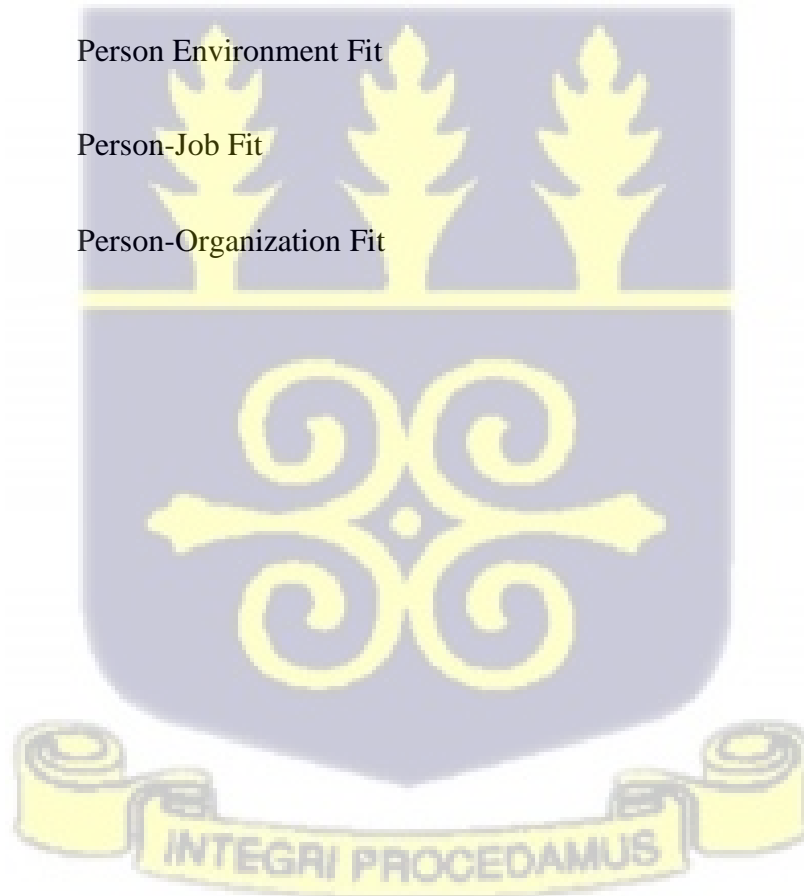 Person Environment Fit
Person-Job Fit
Person-Organization Fit
INTEGRI PROCEDAMUS